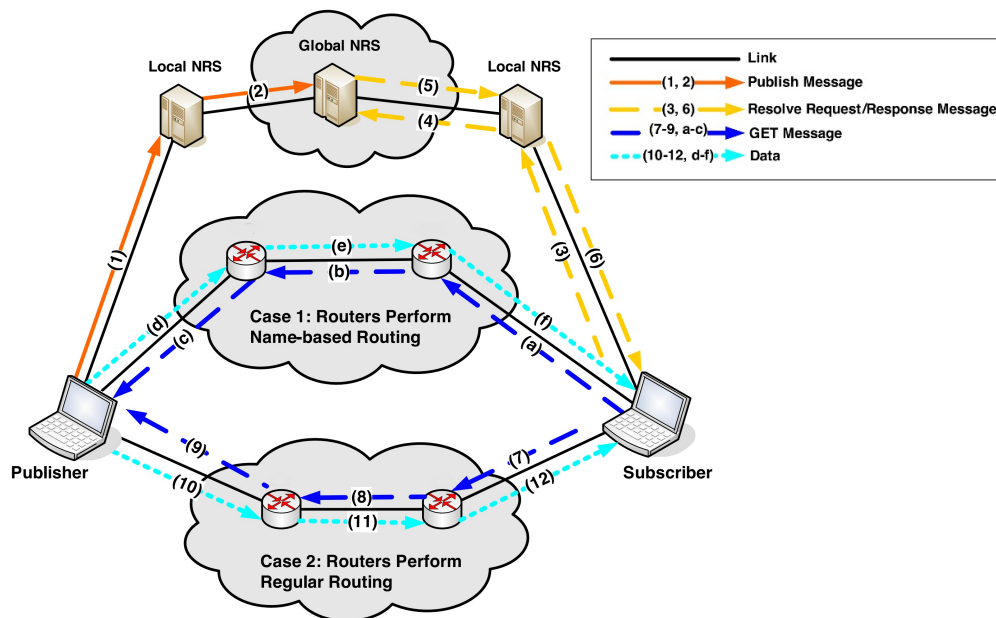 Global NRS
Local NRS
Local NRS
(2)
(5)
(4)
(1)
(3)
(6)
Link
(1, 2)
Publish Message
(3, 6)
Resolve Request/Response Message
(7-9, a-c)
GET Message
(10-12, d-f)
Data
(e)
(b)
(d)
(c)
(f)
(a)
Case 1: Routers Perform
Name-based Routing
Publisher
Subscriber
(9)
(10)
(8)
(11)
(7)
(12)
Case 2: Routers Perform
Regular Routing